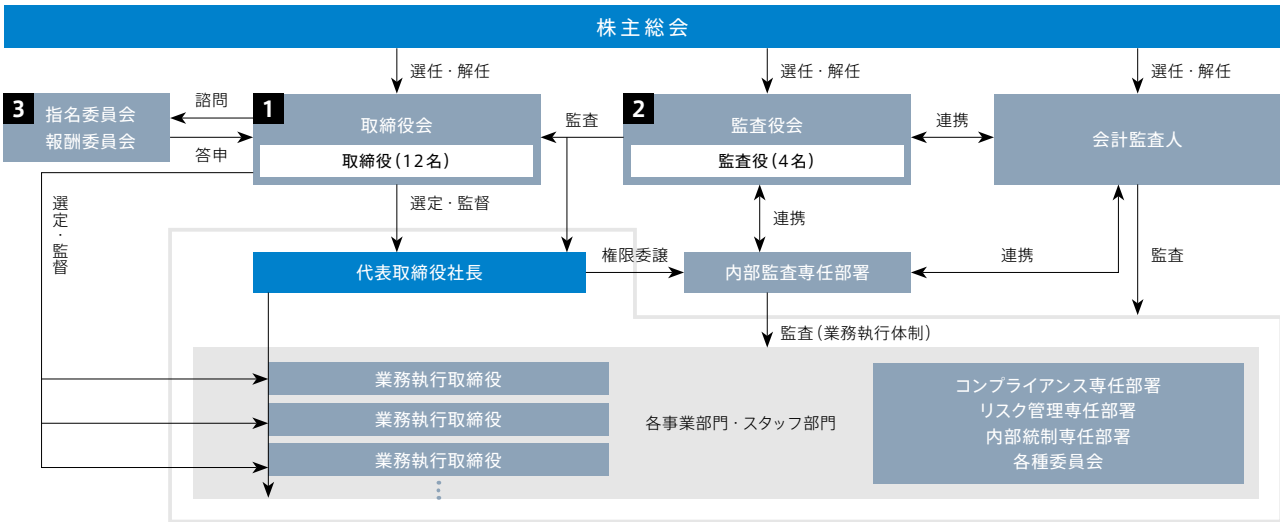 株主総会
選任・解任
選任・解任
選任・解任
3
指名委員会
報酬委員会
諮問
答申
1
取締役会
取締役（12名）
監査
2
監査役会
監査役（4名）
連携
会計監査人
選定・監督
選定・監督
連携
代表取締役社長
権限委譲
内部監査専任部署
連携
監査
監査（業務執行体制）
業務執行取締役
業務執行取締役
業務執行取締役
各事業部門・スタッフ部門
コンプライアンス専任部署
リスク管理専任部署
内部統制専任部署
各種委員会